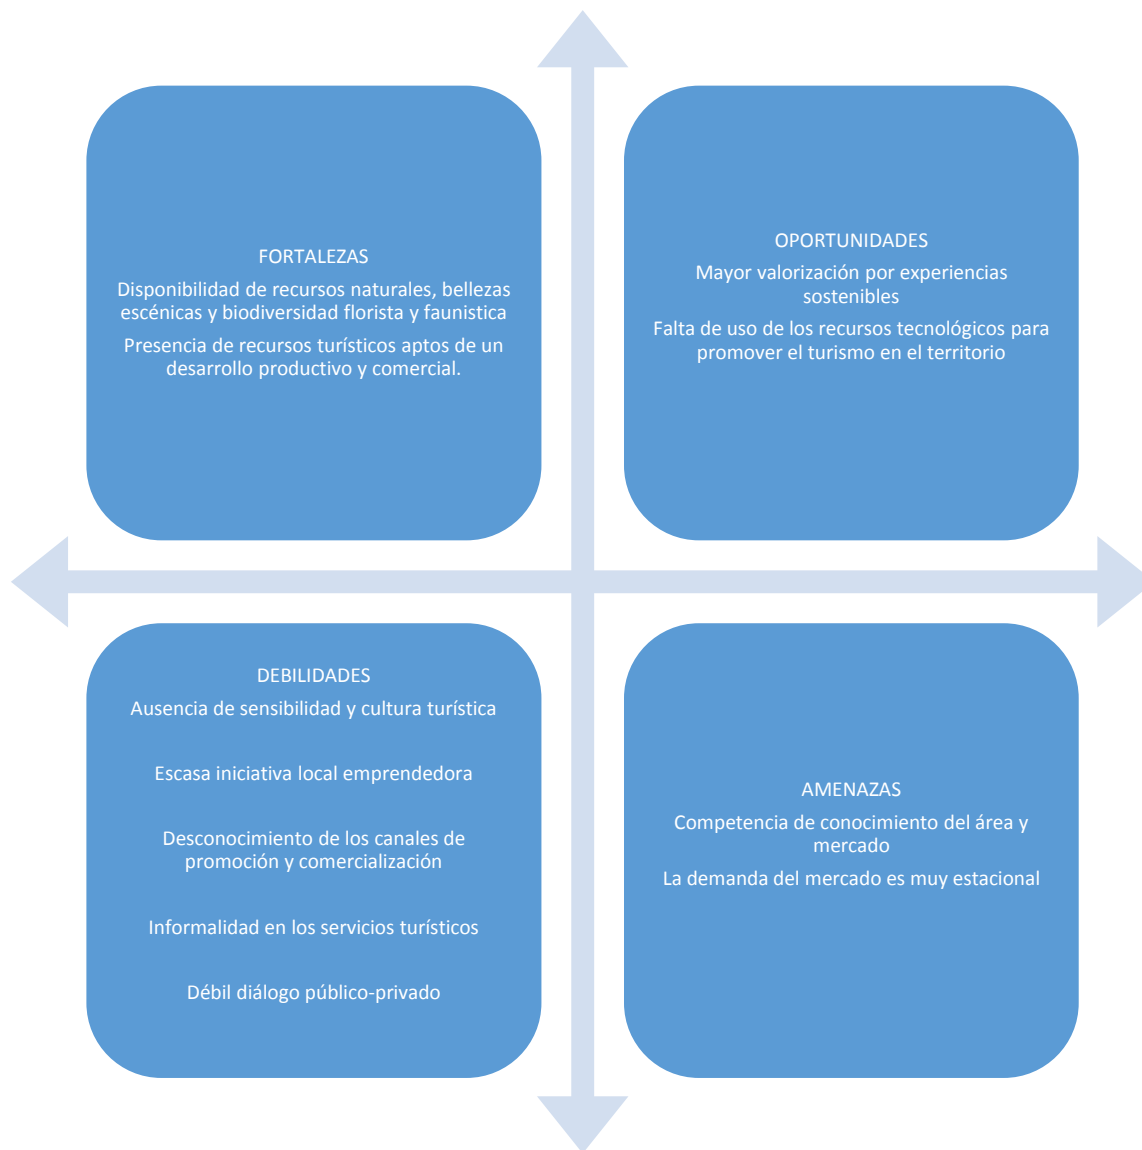 FORTALEZAS
Disponibilidad de recursos naturales, bellezas
escénicas y biodiversidad florista y faunistica
Presencia de recursos turísticos aptos de un
desarrollo productivo y comercial.
OPORTUNIDADES
Mayor valorización por experiencias
sostenibles
Falta de uso de los recursos tecnológicos para
promover el turismo en el territorio
DEBILIDADES
Ausencia de sensibilidad y cultura turística
Escasa iniciativa local emprendedora
Desconocimiento de los canales de
promoción y comercialización
Informalidad en los servicios turísticos
Débil diálogo público-privado
AMENAZAS
Competencia de conocimiento del área y
mercado
La demanda del mercado es muy estacional